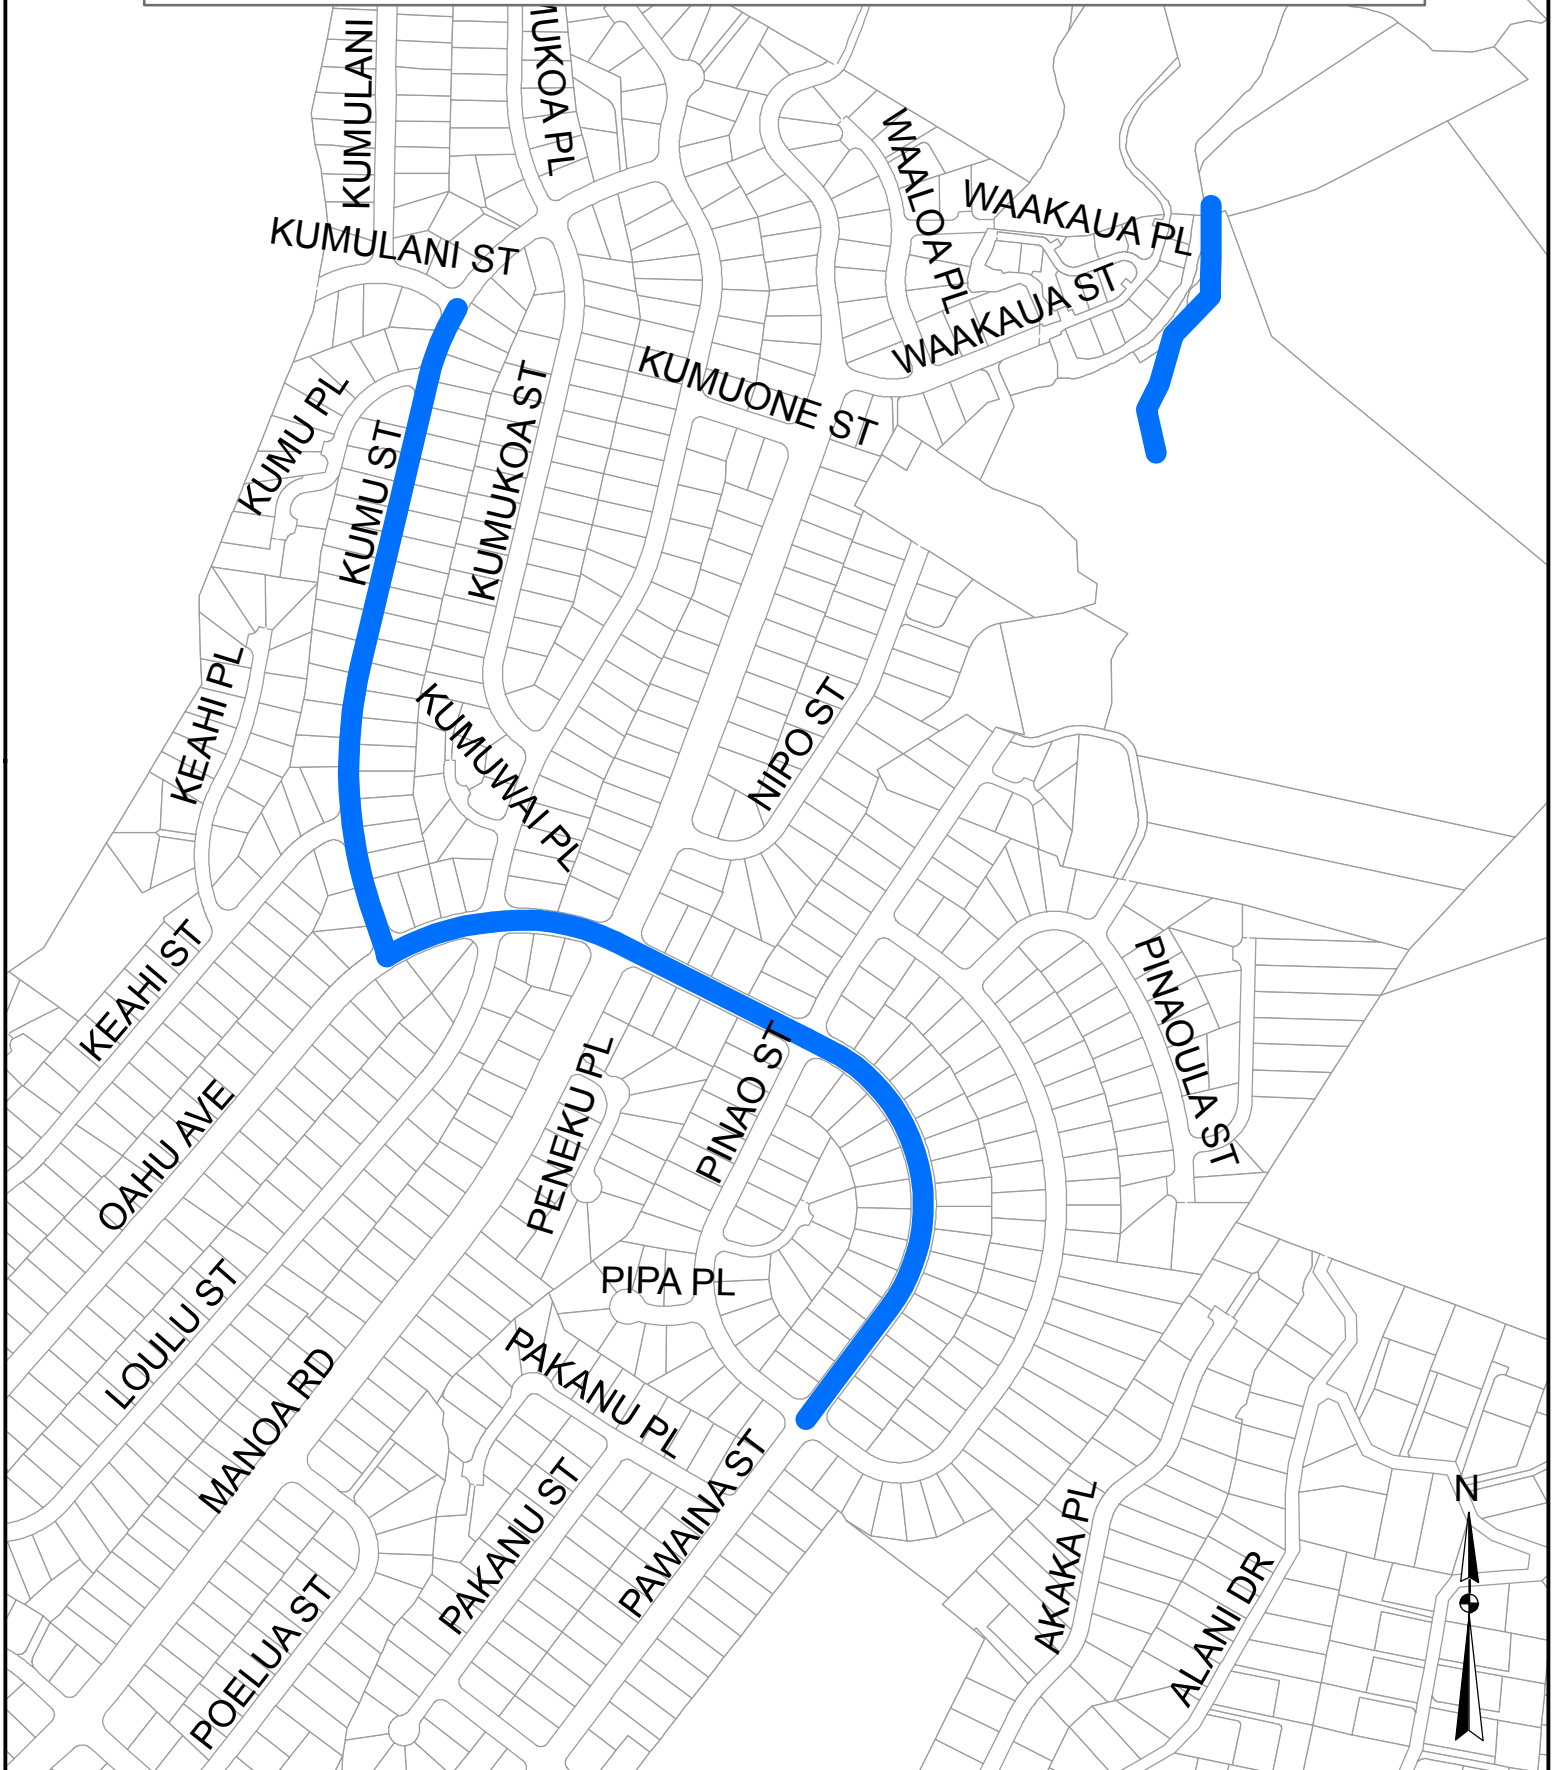 KUMULANI
MUKOA PL
WAALOA PL
WAAKAUA PL
KUMULANI ST
WAAKAUA ST
KUMUONE ST
KUMU PL
KUMU ST
KUMUKOA ST
KEAHI PL
KUMUWAI PL
NIPO ST
KEAHI ST
PINAOULA ST
OAHU AVE
PENEKU PL
PINAO ST
LOULU ST
PIPA PL
MANOA RD
PAKANU PL
PAKANU ST
PAWAINA ST
POELUA ST
AKAKA PL
ALANI DR
N